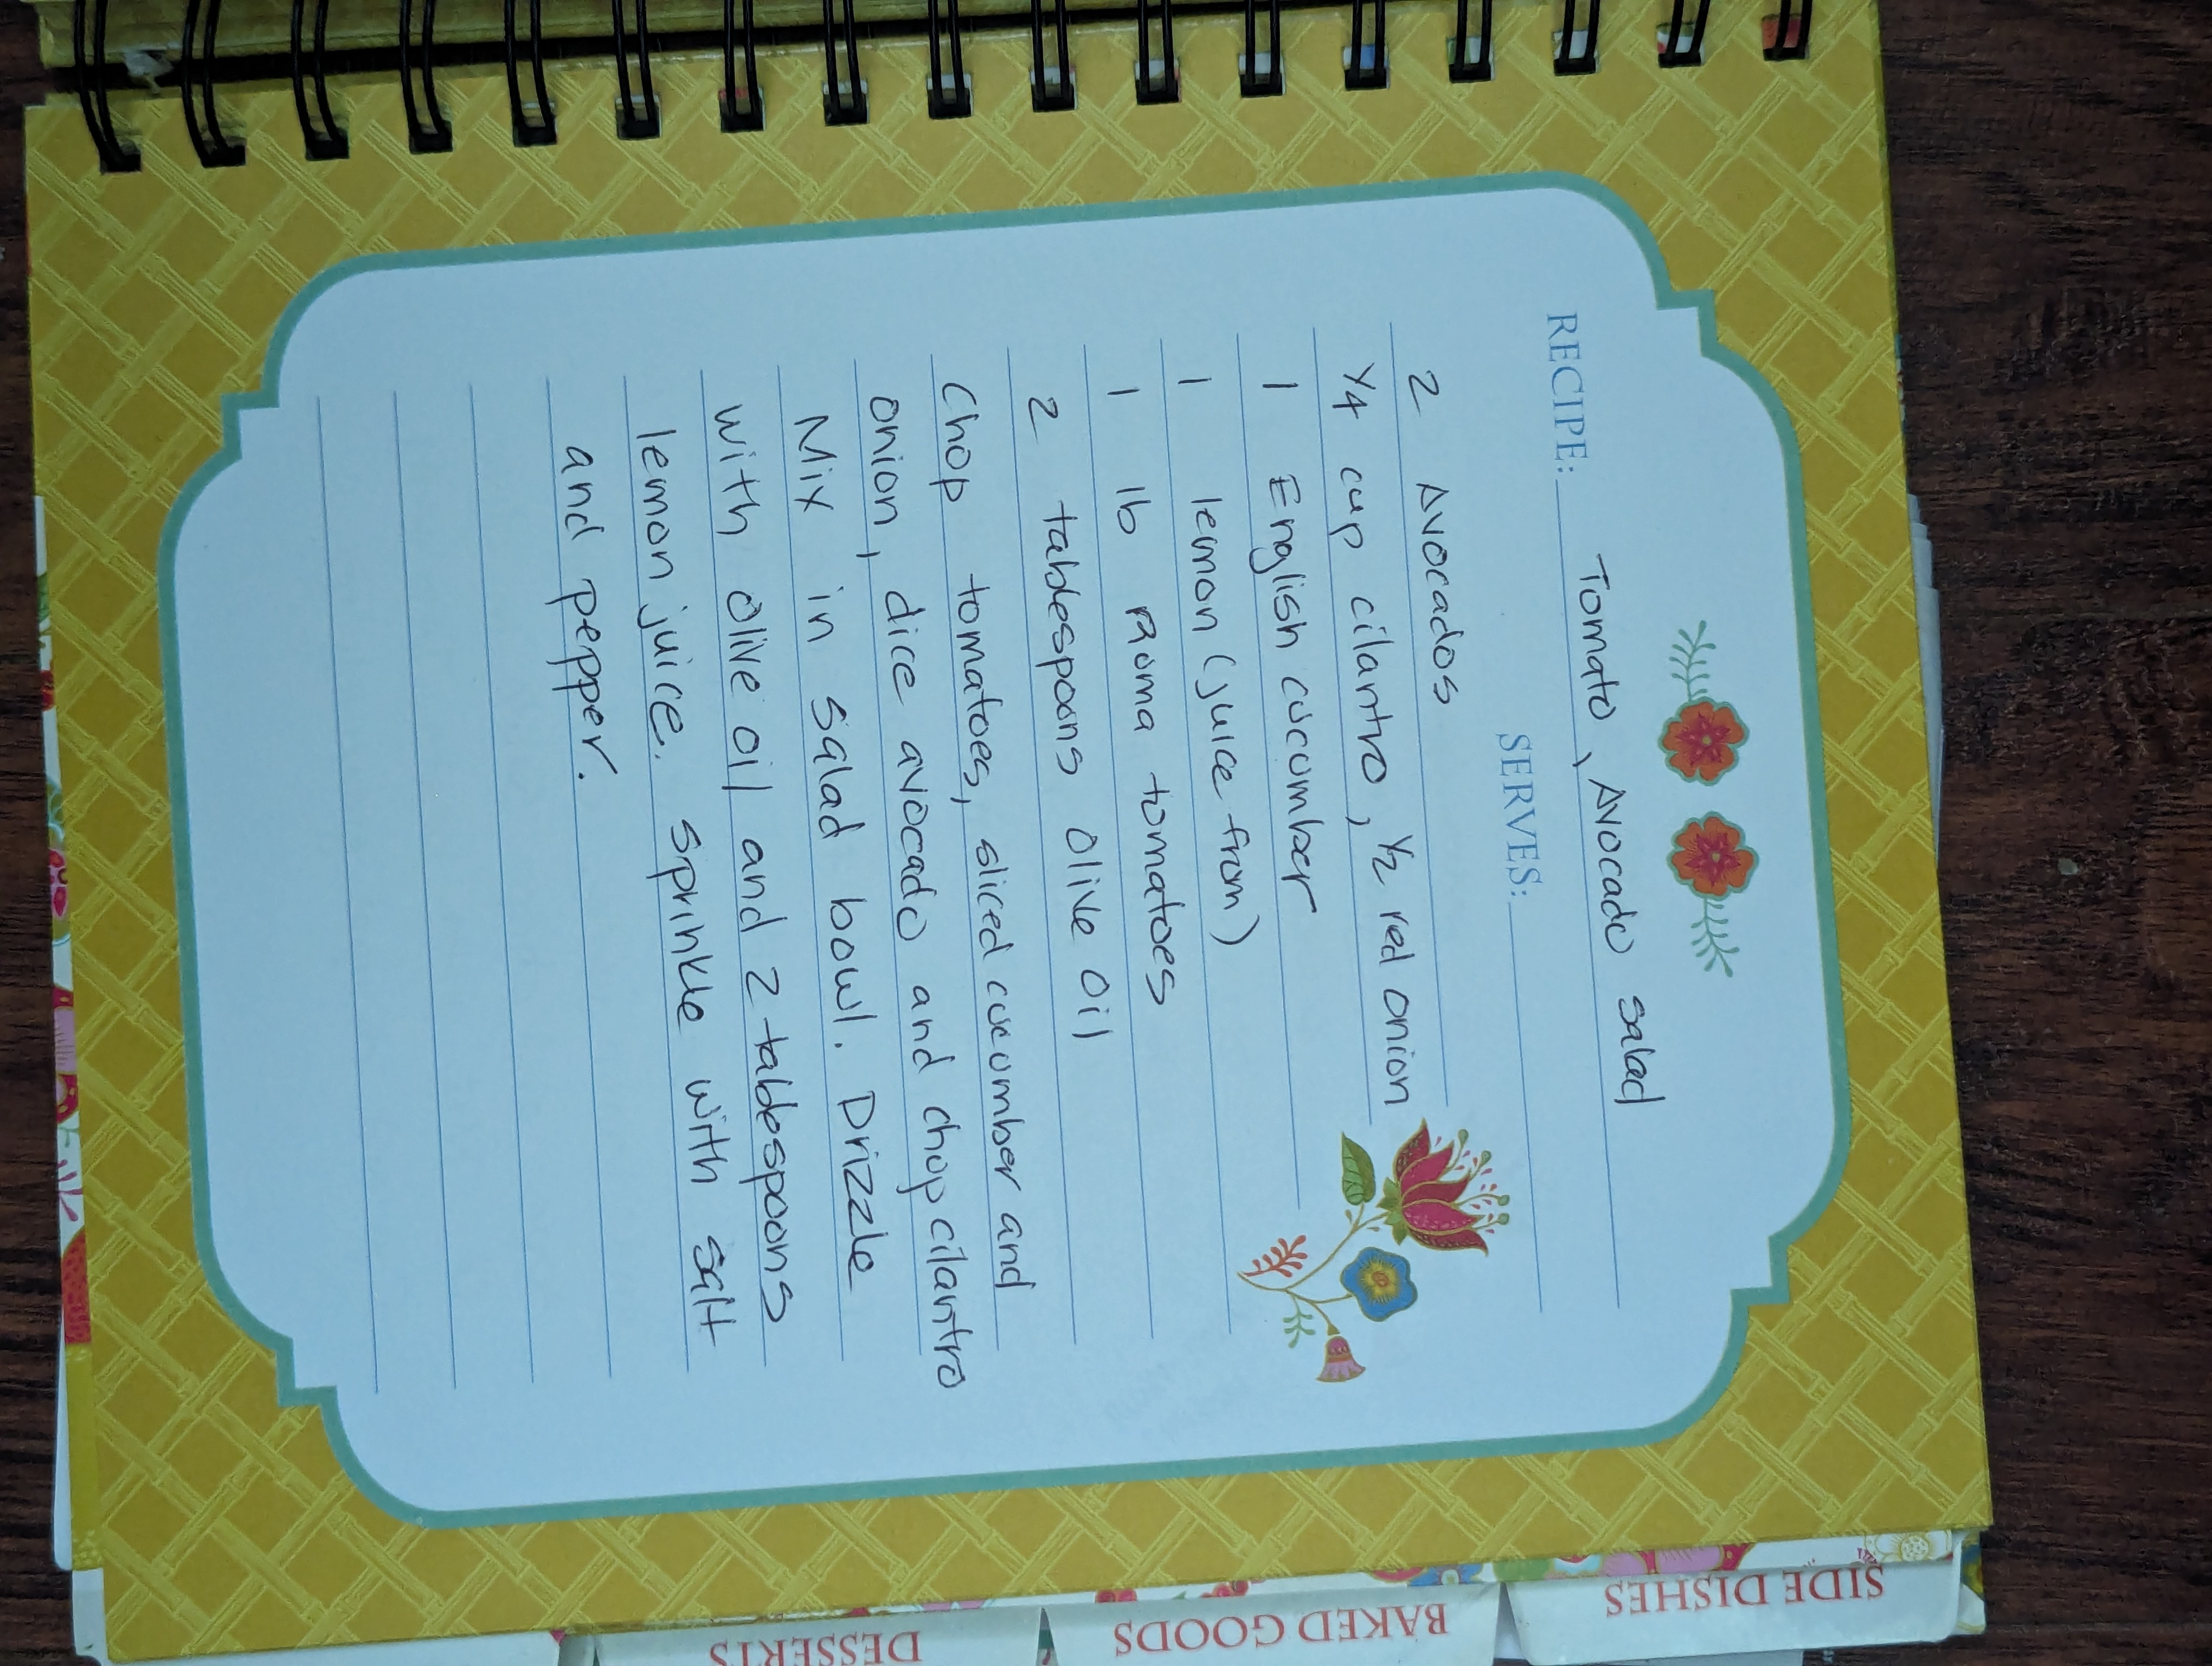 RECIPE: Tomato, Avocado salad
SERVES:
2 Avocados
1/4 cup cilantro, 1/2 red onion
1 English cucumber
1 lemon (juice from)
1 lb Roma tomatoes
2 tablespoons olive oil
Chop tomatoes, sliced cucumber and
onion, dice avocado and chop cilantro
Mix in salad bowl. Drizzle
with olive oil and 2 tablespoons
lemon juice. Sprinkle with salt
and pepper.
SIDE DISHES
BAKED GOODS
DESSERTS